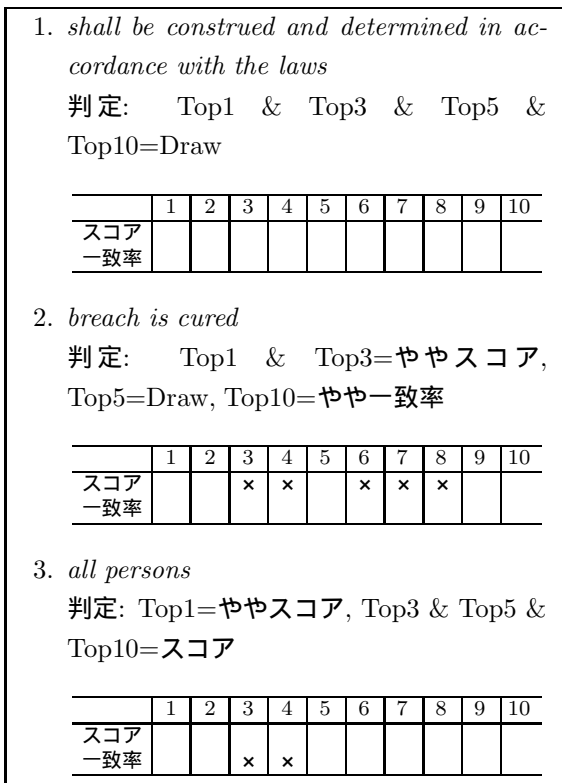 1. shall be construed and determined in ac-
cordance with the laws
判定: Top1 & Top3 & Top5 &
Top10=Draw
1 2 3 4 5 6 7 8 9 10
スコア
一致率
2. breach is cured
判定: Top1 & Top3=ややスコア,
Top5=Draw, Top10=やや一致率
1 2 3 4 5 6 7 8 9 10
スコア × × × × ×
一致率
3. all persons
判定: Top1=ややスコア, Top3 & Top5 &
Top10=スコア
1 2 3 4 5 6 7 8 9 10
スコア
一致率 × ×